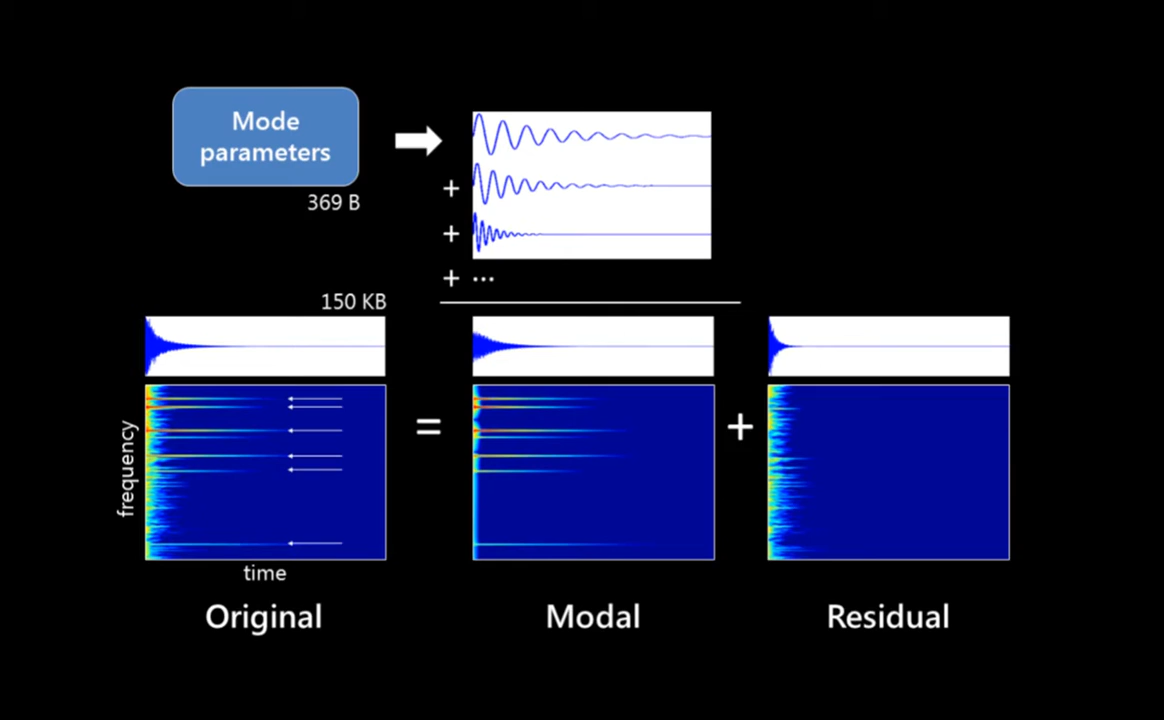 Mode
parameters
369 B
+
+
+ ...
150 KB
frequency
=
+
time
Original
Modal
Residual